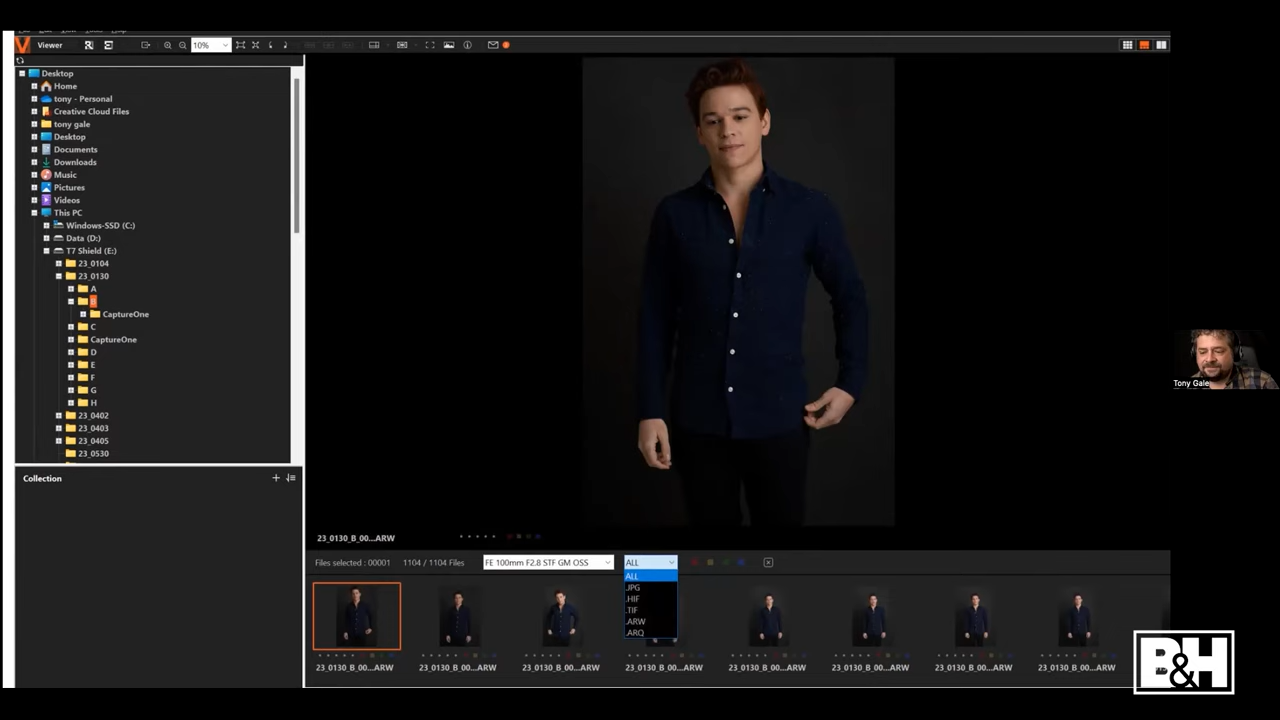 Viewer
10%
Desktop
Home
tony - Personal
Creative Cloud Files
tony gale
Desktop
Documents
Downloads
Music
Pictures
Videos
This PC
Windows-SSD (C:)
Data (D:)
T7 Shield (E:)
23_0104
23_0130
A
CaptureOne
C
CaptureOne
D
E
F
G
H
23_0402
23_0403
23_0405
23_0530
Collection
Tony Gale
23_0130_B_00...ARW
Files selected : 00001 1104 / 1104 Files FE 100mm F2.8 STF GM OSS ALL
ALL
.JPG
.HIF
.TIF
.ARW
.ARQ
23_0130_B_00...ARW 23_0130_B_00...ARW 23_0130_B_00...ARW 23_0130_B_00...ARW 23_0130_B_00...ARW 23_0130_B_00...ARW 23_0130_B_00...ARW 23_0130_B_00...ARW
B&H